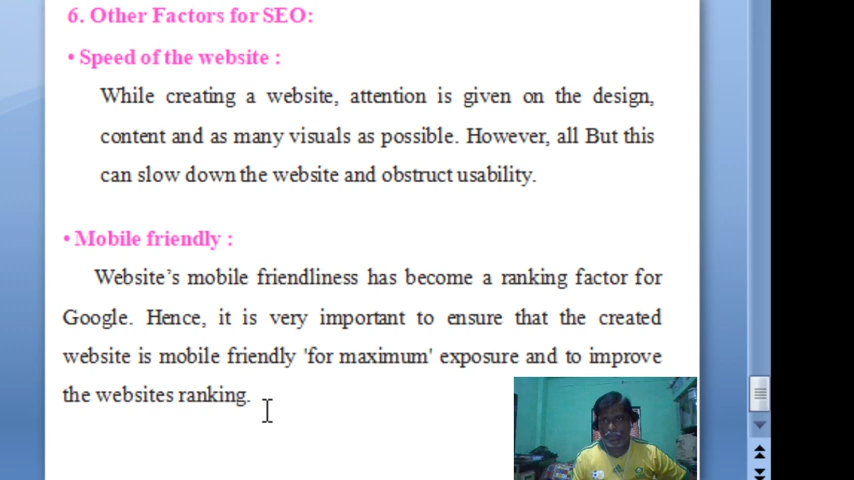 6. Other Factors for SEO:
• Speed of the website :
While creating a website, attention is given on the design,
content and as many visuals as possible. However, all But this
can slow down the website and obstruct usability.
• Mobile friendly :
Website's mobile friendliness has become a ranking factor for
Google. Hence, it is very important to ensure that the created
website is mobile friendly 'for maximum' exposure and to improve
the websites ranking.